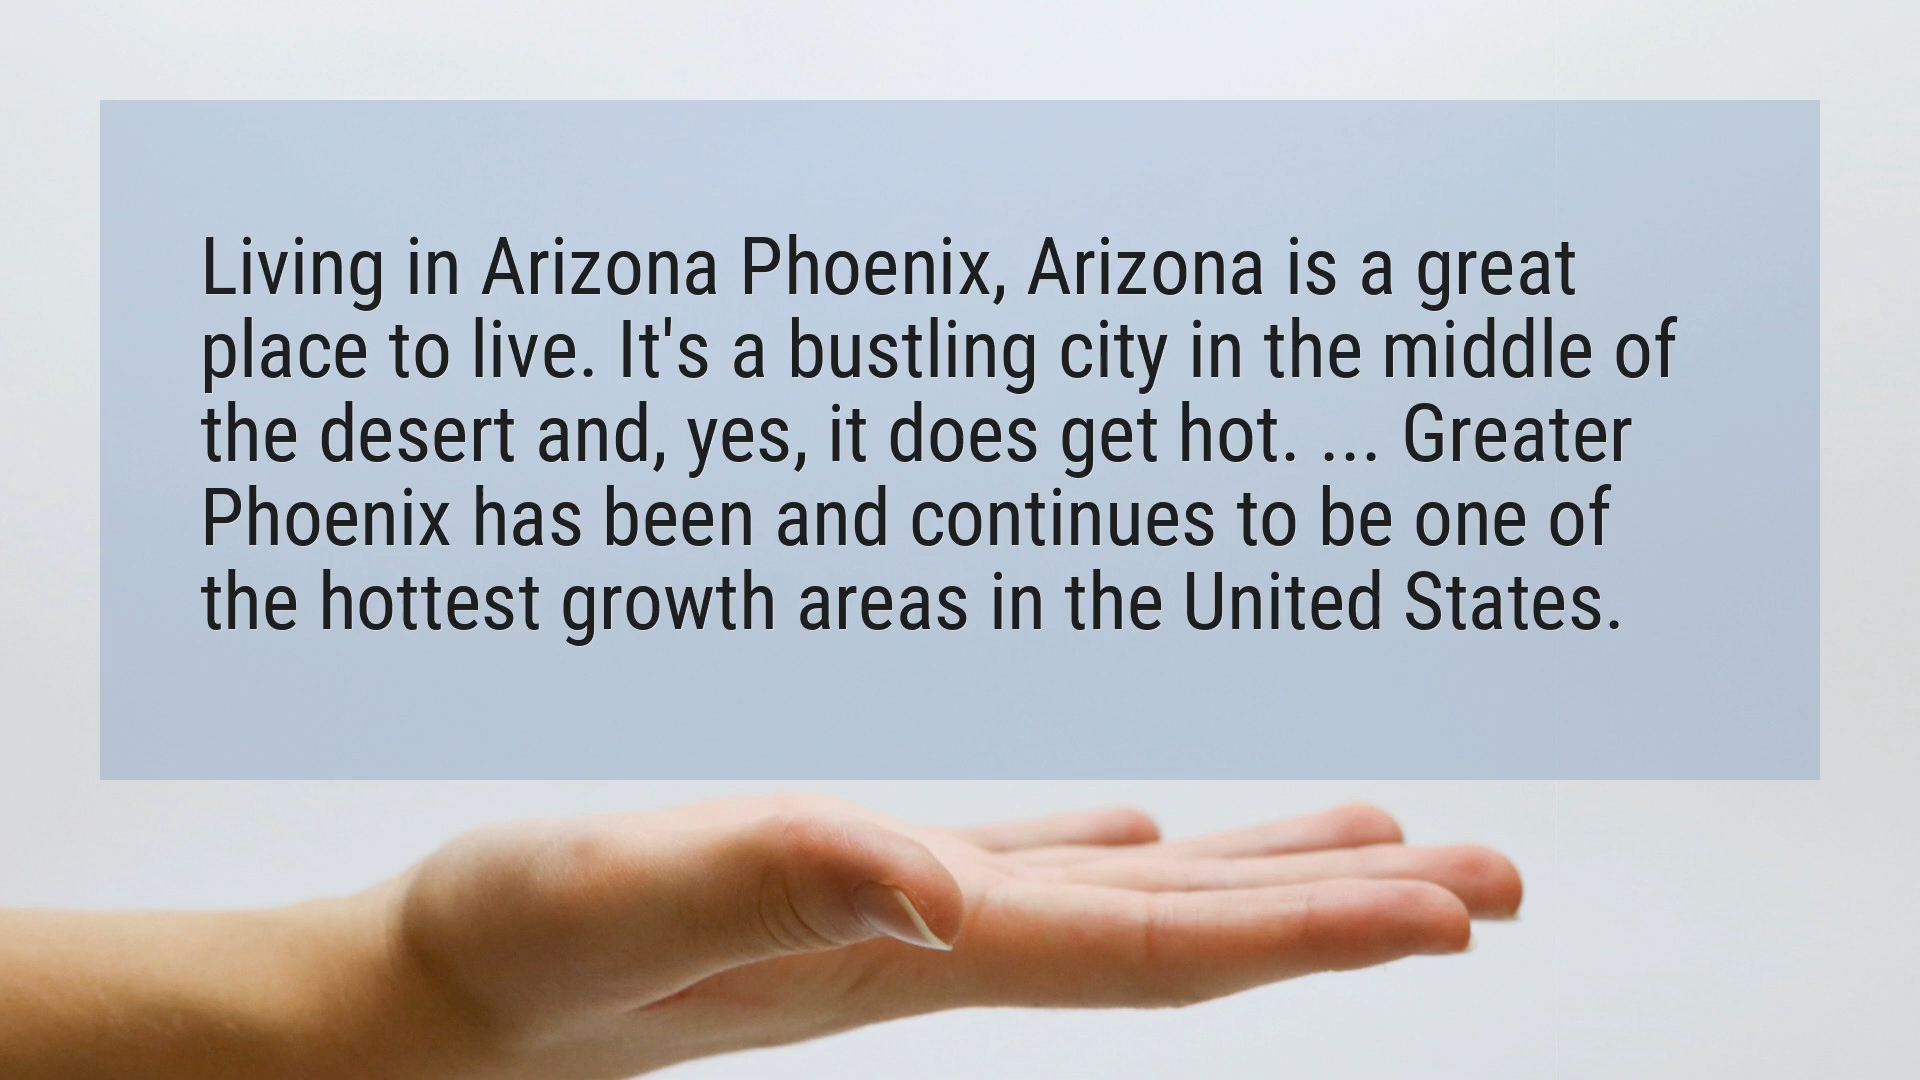 Living in Arizona Phoenix, Arizona is a great
place to live. It's a bustling city in the middle of
the desert and, yes, it does get hot. ... Greater
Phoenix has been and continues to be one of
the hottest growth areas in the United States.